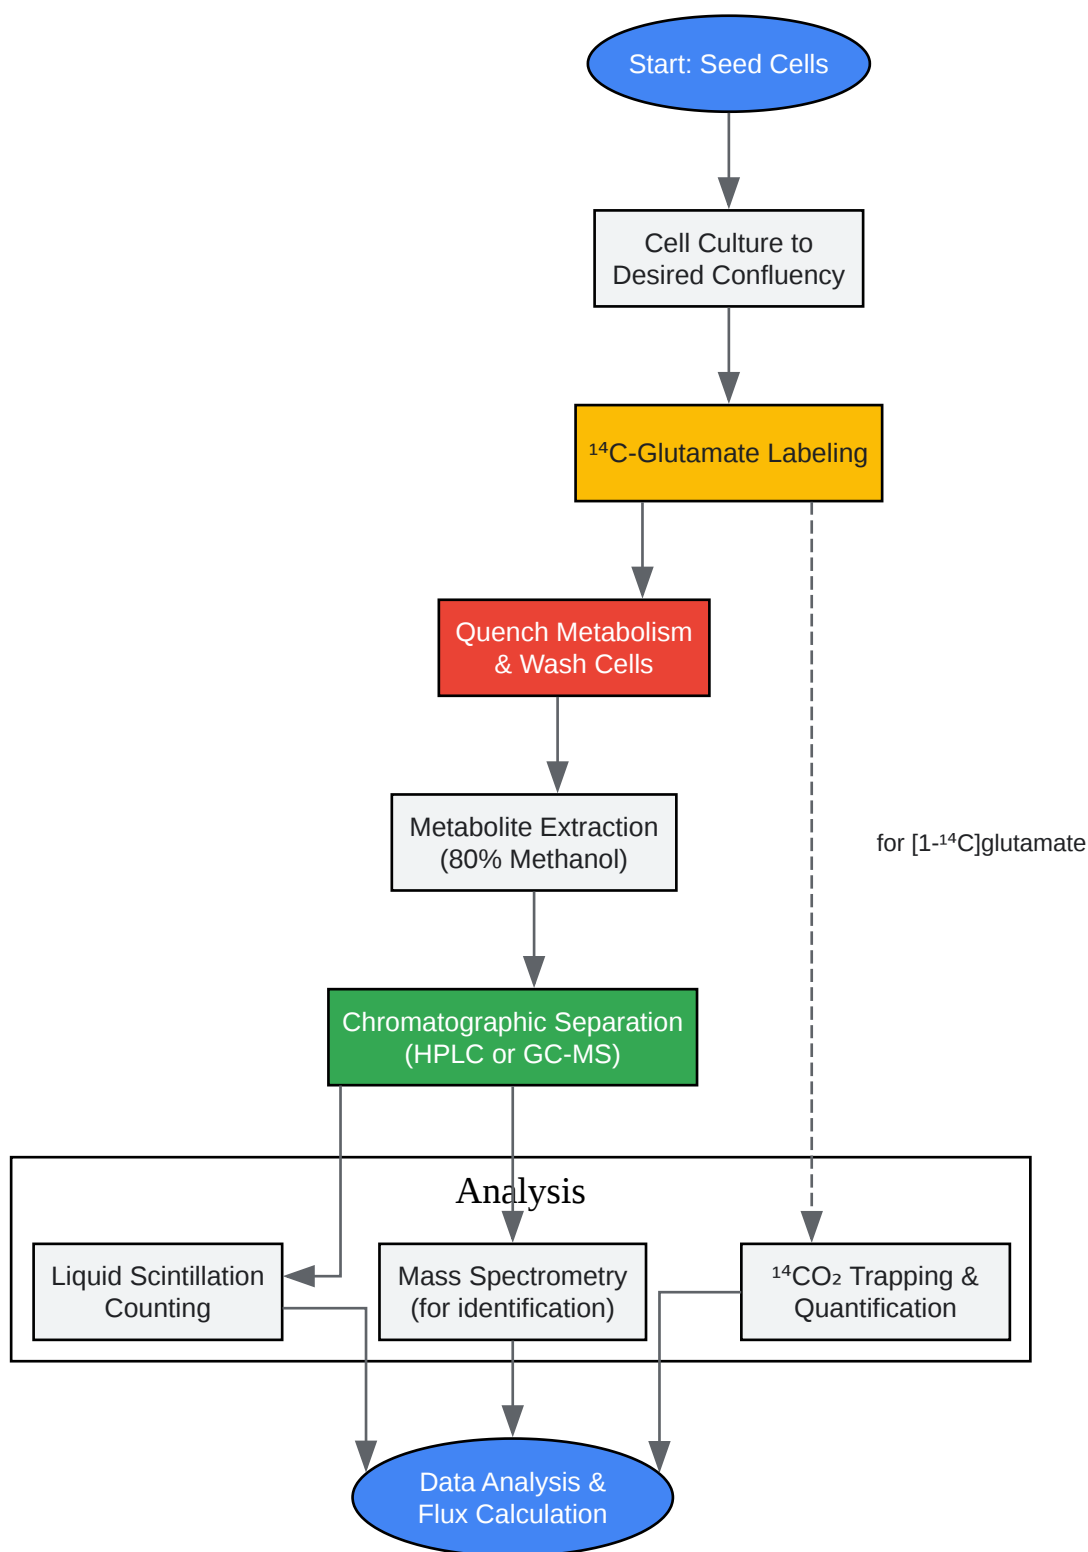 Start: Seed Cells
Cell Culture to
Desired Confluency
¹⁴C-Glutamate Labeling
Quench Metabolism
& Wash Cells
Metabolite Extraction
(80% Methanol)
for [1-¹⁴C]glutamate
Chromatographic Separation
(HPLC or GC-MS)
Analysis
Liquid Scintillation
Counting
Mass Spectrometry
(for identification)
¹⁴CO₂ Trapping &
Quantification
Data Analysis &
Flux Calculation